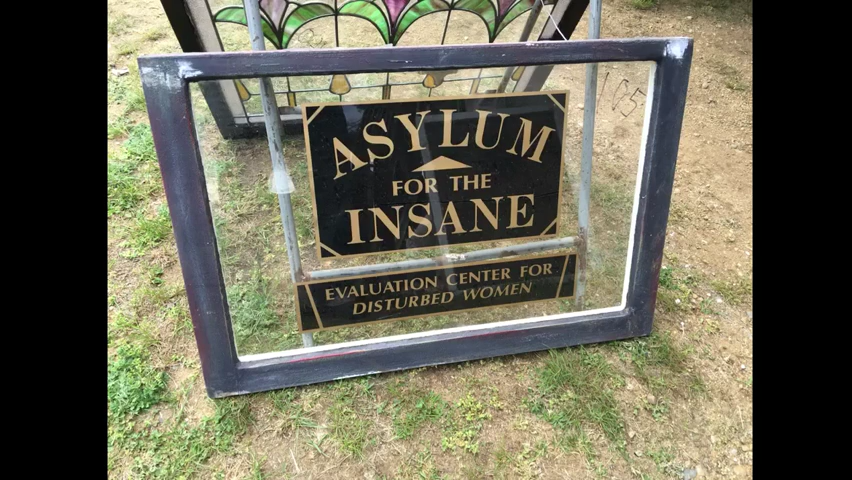 ASYLUM
FOR THE
INSANE
EVALUATION CENTER FOR
DISTURBED WOMEN